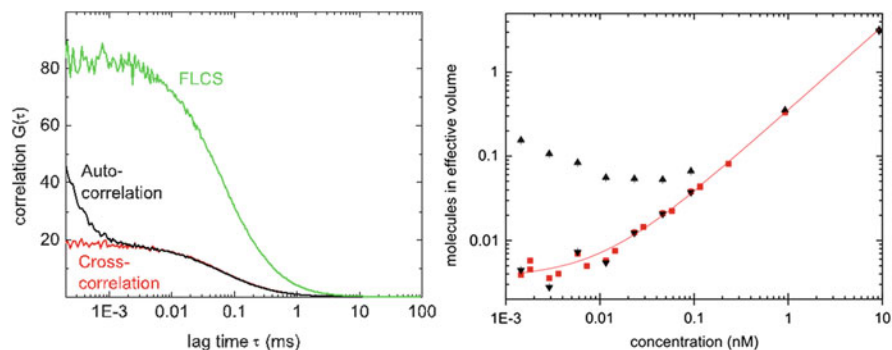 correlation G(τ)
80
60
40
20
FLCS
Auto-
correlation
Cross-
correlation
1E-3 0.01 0.1 1 10 100
lag time τ (ms)
molecules in effective volume
1
0.1
0.01
1E-3 0.01 0.1 1 10
concentration (nM)